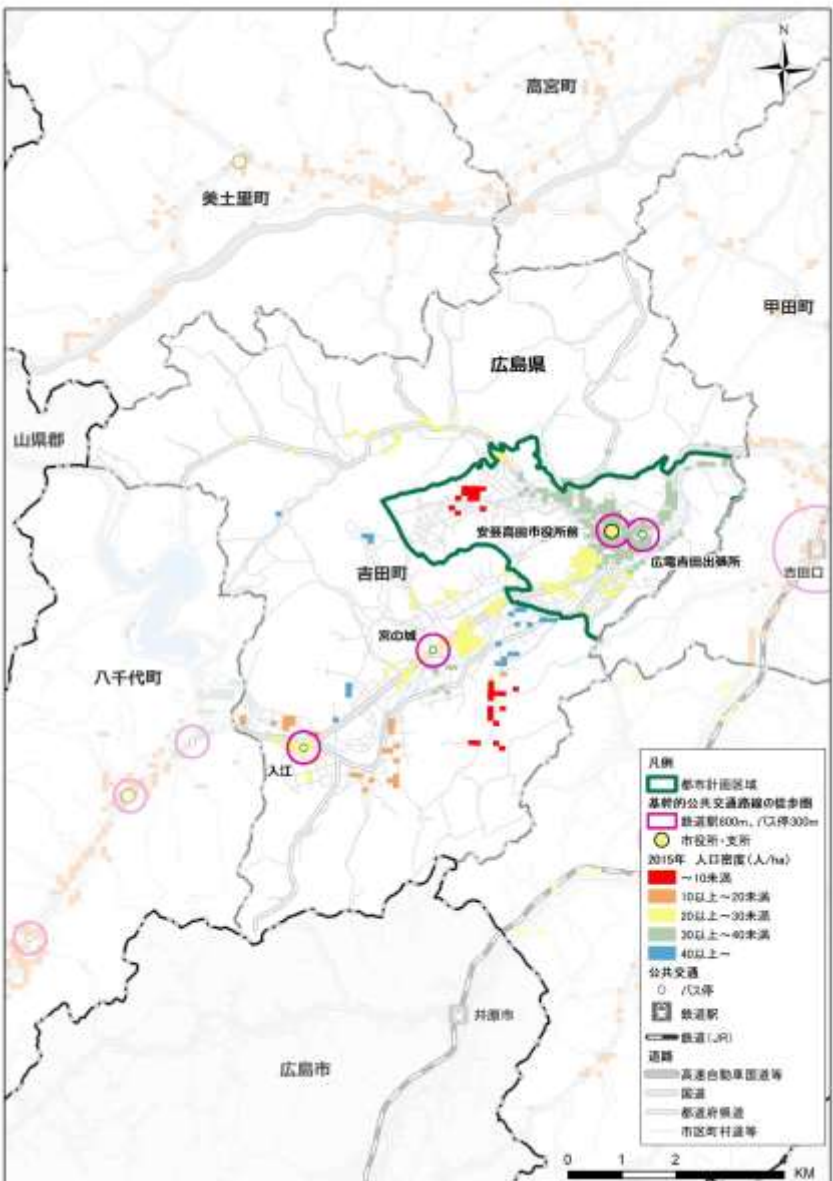 N
高宮町
美土里町
甲田町
広島県
山県郡
安芸高田市役所前
広電吉田出張所
吉田口
吉田町
宮の城
八千代町
入江
井原市
広島市
凡例
都市計画区域
基幹的公共交通路線の徒歩圏
鉄道駅800m、バス停300m
市役所・支所
2015年 人口密度(人/ha)
~10未満
10以上~20未満
20以上~30未満
30以上~40未満
40以上~
公共交通
バス停
鉄道駅
鉄道(JR)
道路
高速自動車国道等
国道
都道府県道
市区町村道等
0 1 2 4
KM